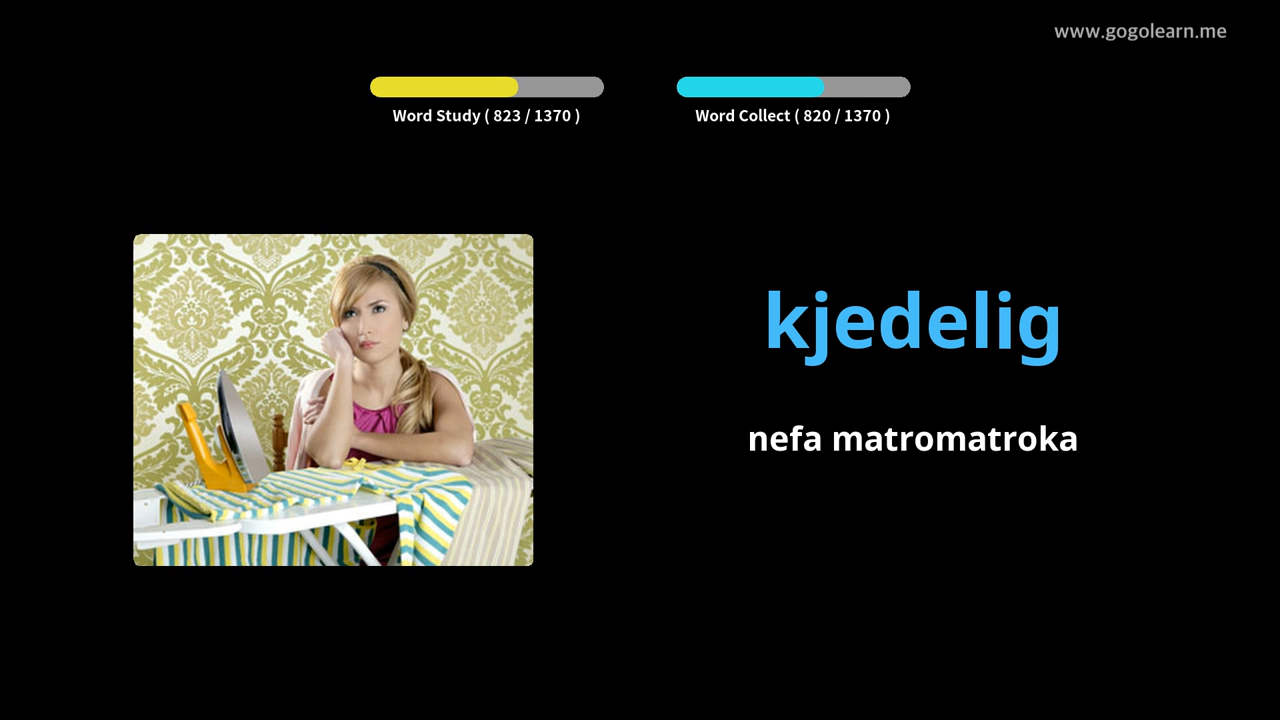 www.gogolearn.me
Word Study ( 823 / 1370 )
Word Collect ( 820 / 1370 )
kjedelig
nefa matromatroka